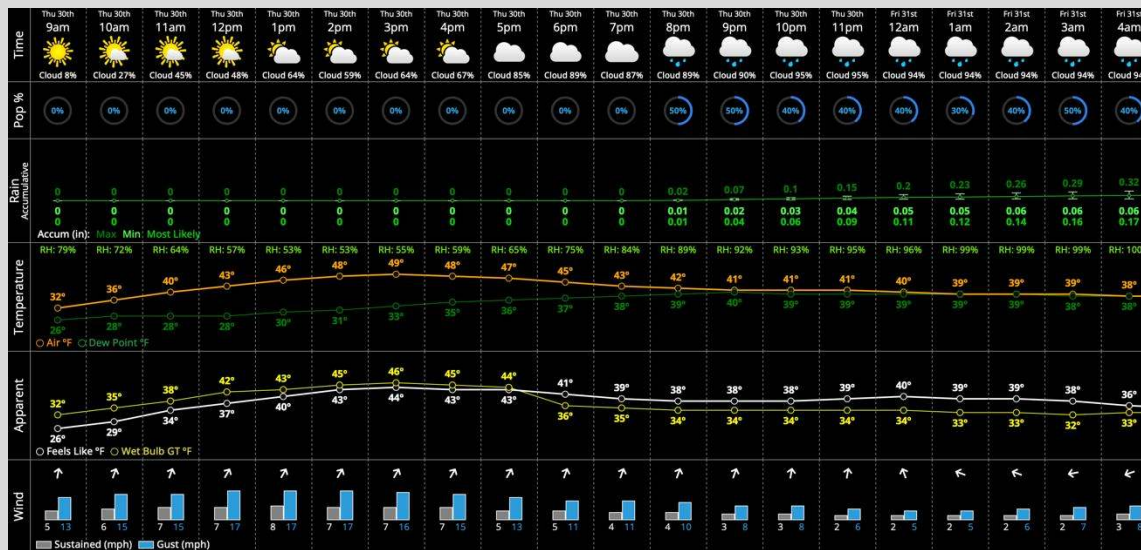 Thu 30th Thu 30th Thu 30th Thu 30th Thu 30th Thu 30th Thu 30th Thu 30th Thu 30th Thu 30th Thu 30th Thu 30th Thu 30th Thu 30th Thu 30th Fri 31st Fri 31st Fri 31st Fri 31st Fri 31st
Time 9am 10am 11am 12pm 1pm 2pm 3pm 4pm 5pm 6pm 7pm 8pm 9pm 10pm 11pm 12am 1am 2am 3am 4am
Cloud 8% Cloud 27% Cloud 45% Cloud 48% Cloud 64% Cloud 59% Cloud 64% Cloud 67% Cloud 85% Cloud 89% Cloud 87% Cloud 89% Cloud 90% Cloud 95% Cloud 95% Cloud 94% Cloud 94% Cloud 94% Cloud 94% Cloud 94
Pop % 0% 0% 0% 0% 0% 0% 0% 0% 0% 0% 0% 50% 50% 40% 40% 40% 30% 40% 50% 40%
Rain
Accumulative
0 0 0 0 0 0 0 0 0 0 0 0.02 0.07 0.1 0.15 0.2 0.23 0.26 0.29 0.32
0 0 0 0 0 0 0 0 0 0 0 0.01 0.02 0.03 0.04 0.05 0.05 0.06 0.06 0.06
0 0 0 0 0 0 0 0 0 0 0 0.01 0.04 0.06 0.09 0.11 0.12 0.14 0.16 0.17
Accum (in): Max Min Most Likely
RH: 79% RH: 72% RH: 64% RH: 57% RH: 53% RH: 53% RH: 55% RH: 59% RH: 65% RH: 75% RH: 84% RH: 89% RH: 92% RH: 93% RH: 95% RH: 96% RH: 99% RH: 99% RH: 99% RH: 100
Temperature
32° 36° 40° 43° 46° 48° 49° 48° 47° 45° 43° 42° 41° 41° 41° 40° 39° 39° 39° 38°
26° 28° 28° 28° 30° 31° 33° 35° 36° 37° 38° 39° 40° 39° 39° 39° 39° 39° 38° 38°
Air °F Dew Point °F
Apparent
32° 35° 38° 42° 43° 45° 46° 45° 44° 41° 39° 38° 38° 38° 39° 40° 39° 39° 38° 36°
26° 29° 34° 37° 40° 43° 44° 43° 43° 36° 35° 34° 34° 34° 34° 34° 33° 33° 32° 33°
Feels Like °F Wet Bulb GT °F
Wind
5 13 6 15 7 15 7 17 8 17 7 17 7 16 7 15 5 13 5 11 4 11 4 10 3 8 3 8 2 6 2 5 2 5 2 6 2 7 3 8
Sustained (mph) Gust (mph)